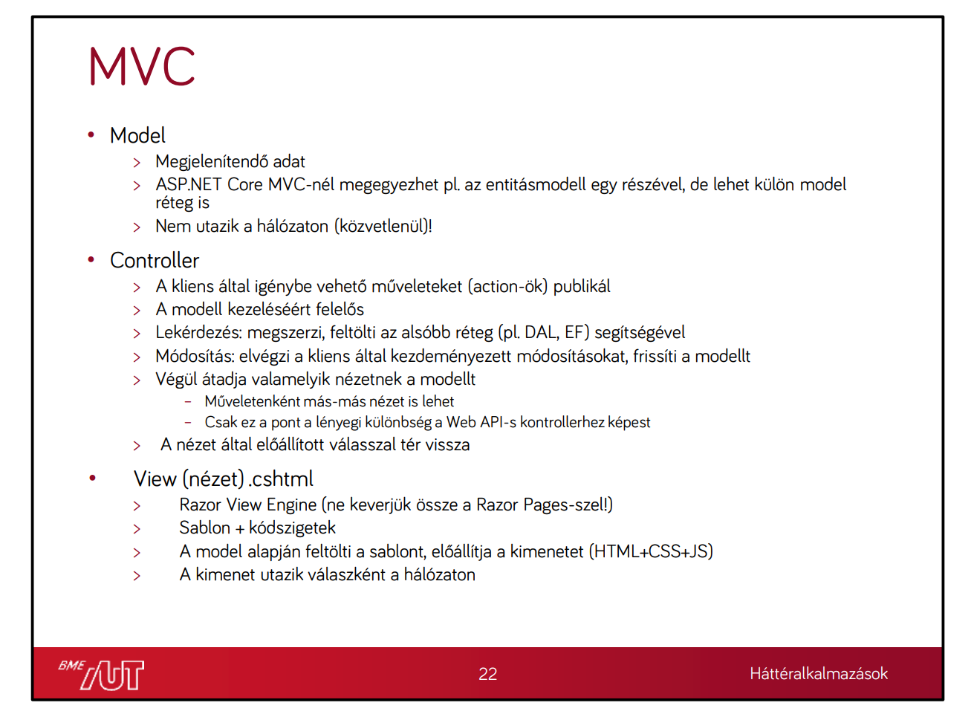 MVC
• Model
> Megjelenítendő adat
> ASP.NET Core MVC-nél megegyezhet pl. az entitásmodell egy részével, de lehet külön model
réteg is
> Nem utazik a hálózaton (közvetlenül)!
• Controller
> A kliens által igénybe vehető műveleteket (action-ök) publikál
> A modell kezeléséért felelős
> Lekérdezés: megszerzi, feltölti az alsóbb réteg (pl. DAL, EF) segítségével
> Módosítás: elvégzi a kliens által kezdeményezett módosításokat, frissíti a modellt
> Végül átadja valamelyik nézetnek a modellt
– Műveletenként más-más nézet is lehet
– Csak ez a pont a lényegi különbség a Web API-s kontrollerhez képest
> A nézet által előállított válasszal tér vissza
• View (nézet) .cshtml
> Razor View Engine (ne keverjük össze a Razor Pages-szel!)
> Sablon + kódszigetek
> A model alapján feltölti a sablont, előállítja a kimenetet (HTML+CSS+JS)
> A kimenet utazik válaszként a hálózaton
BME AUT
22
Háttéralkalmazások